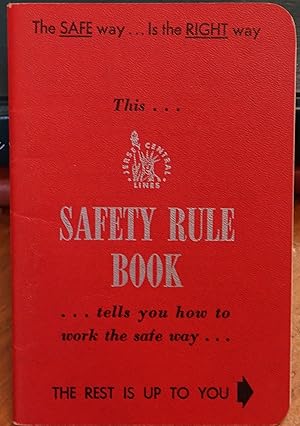 The SAFE way... Is the RIGHT way
This...
JERSEY CENTRAL
LINES
SAFETY RULE
BOOK
...tells you how to
work the safe way...
THE REST IS UP TO YOU